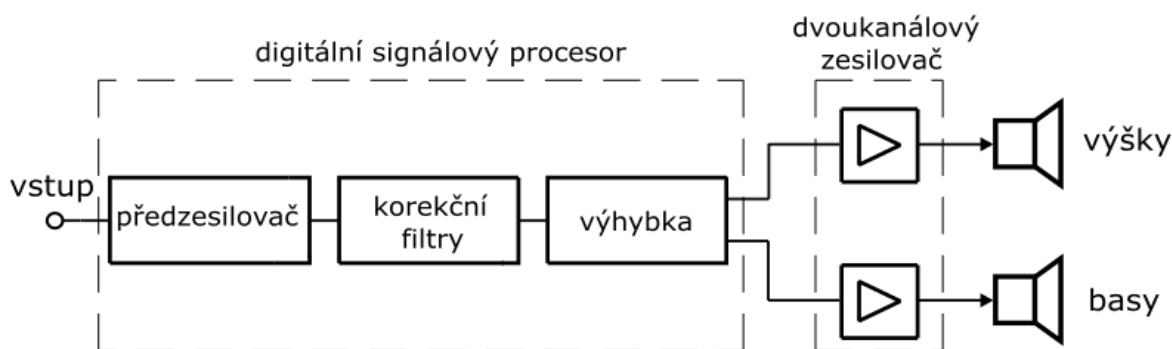 digitální signálový procesor
dvoukanálový
zesilovač
vstup
předzesilovač
korekční
filtry
výhybka
výšky
basy